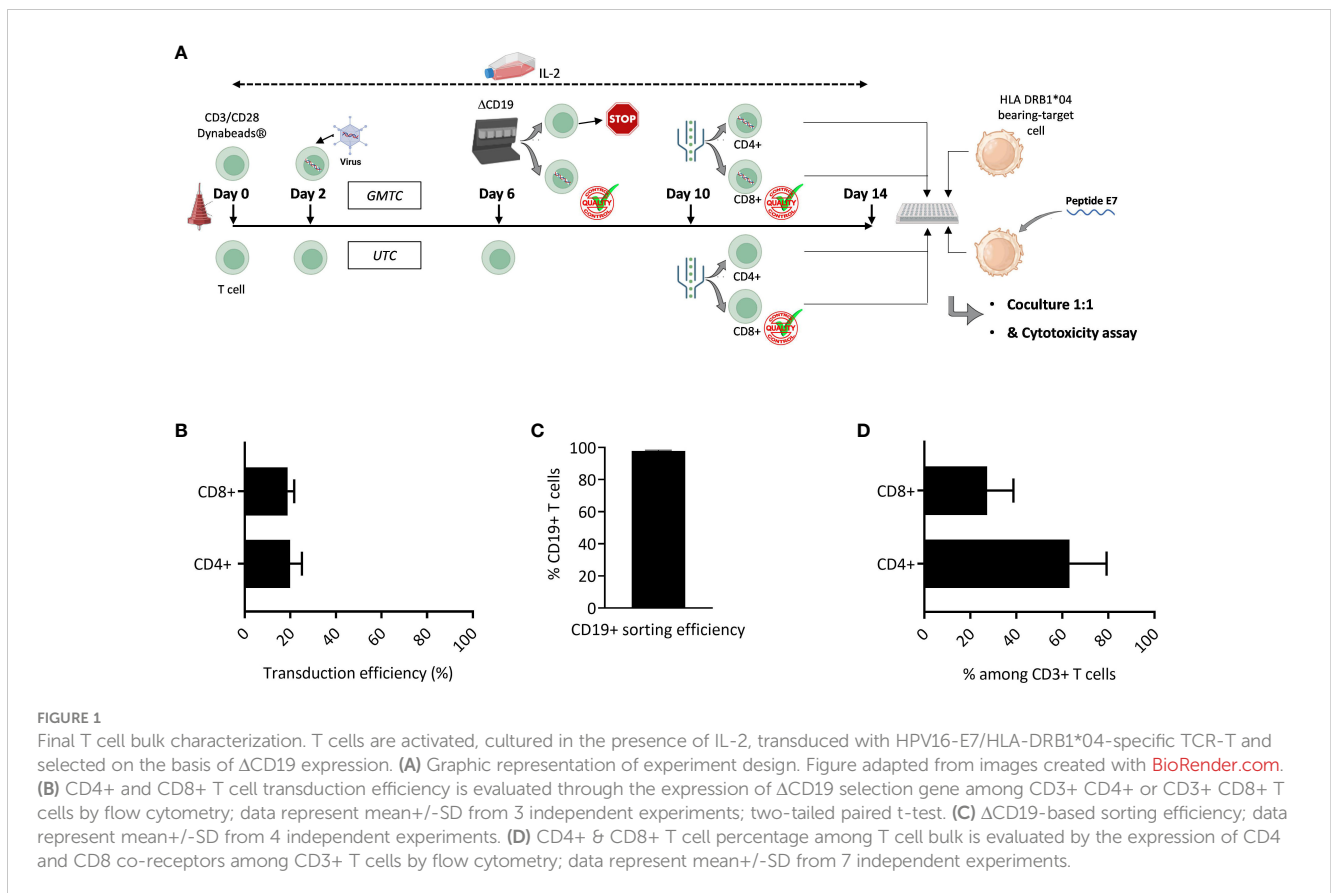 A
IL-2
CD3/CD28
Dynabeads®
Virus
ΔCD19
STOP
CD4+
CD8+
HLA DRB1*04
bearing-target
cell
Day 0
Day 2
GMTC
Day 6
CONTROL
QUALITY
CONTROL
Day 10
CONTROL
QUALITY
CONTROL
Day 14
Peptide E7
UTC
T cell
CD4+
CD8+
CONTROL
QUALITY
CONTROL
• Coculture 1:1
• & Cytotoxicity assay
B
CD8+
CD4+
0 20 40 60 80 100
Transduction efficiency (%)
C
% CD19+ T cells
100
80
60
40
20
0
CD19+ sorting efficiency
D
CD8+
CD4+
0 20 40 60 80 100
% among CD3+ T cells
FIGURE 1
Final T cell bulk characterization. T cells are activated, cultured in the presence of IL-2, transduced with HPV16-E7/HLA-DRB1*04-specific TCR-T and
selected on the basis of ΔCD19 expression. (A) Graphic representation of experiment design. Figure adapted from images created with BioRender.com.
(B) CD4+ and CD8+ T cell transduction efficiency is evaluated through the expression of ΔCD19 selection gene among CD3+ CD4+ or CD3+ CD8+ T
cells by flow cytometry; data represent mean+/-SD from 3 independent experiments; two-tailed paired t-test. (C) ΔCD19-based sorting efficiency; data
represent mean+/-SD from 4 independent experiments. (D) CD4+ & CD8+ T cell percentage among T cell bulk is evaluated by the expression of CD4
and CD8 co-receptors among CD3+ T cells by flow cytometry; data represent mean+/-SD from 7 independent experiments.